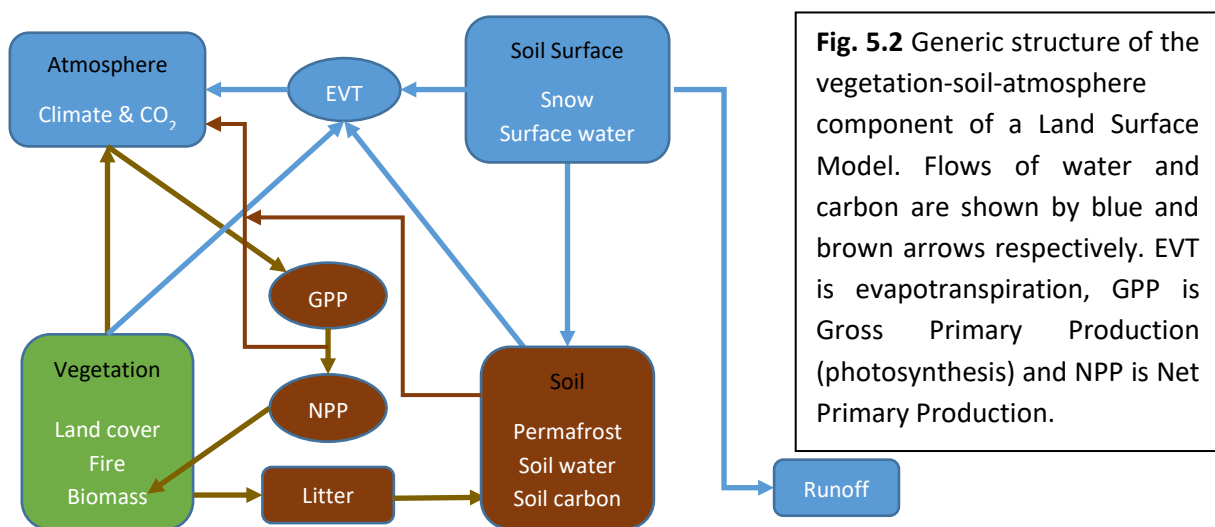 Atmosphere
Climate & CO₂
EVT
Soil Surface
Snow
Surface water
GPP
NPP
Vegetation
Land cover
Fire
Biomass
Litter
Soil
Permafrost
Soil water
Soil carbon
Runoff
Fig. 5.2 Generic structure of the
vegetation-soil-atmosphere
component of a Land Surface
Model. Flows of water and
carbon are shown by blue and
brown arrows respectively. EVT
is evapotranspiration, GPP is
Gross Primary Production
(photosynthesis) and NPP is Net
Primary Production.